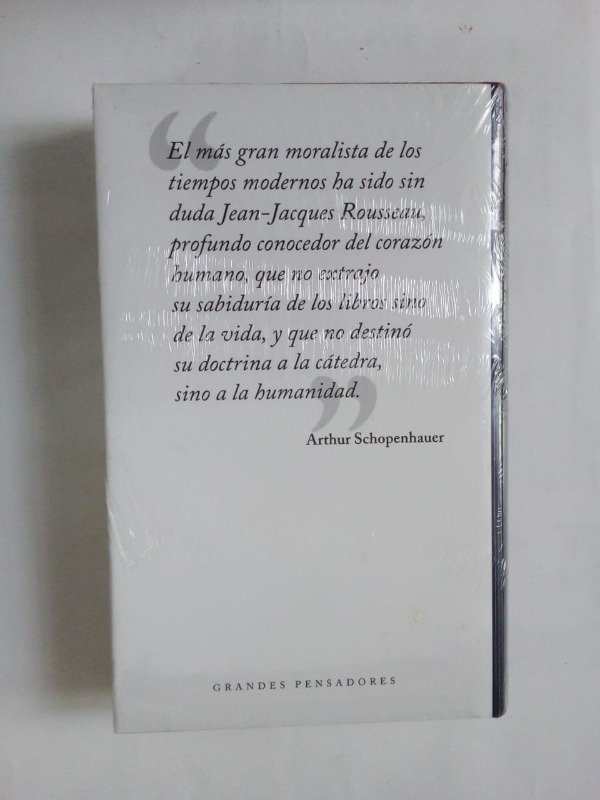 “
El más gran moralista de los
tiempos modernos ha sido sin
duda Jean-Jacques Rousseau,
profundo conocedor del corazón
humano, que no extrajo
su sabiduría de los libros sino
de la vida, y que no destinó
su doctrina a la cátedra,
sino a la humanidad.
”
Arthur Schopenhauer
GRANDES PENSADORES